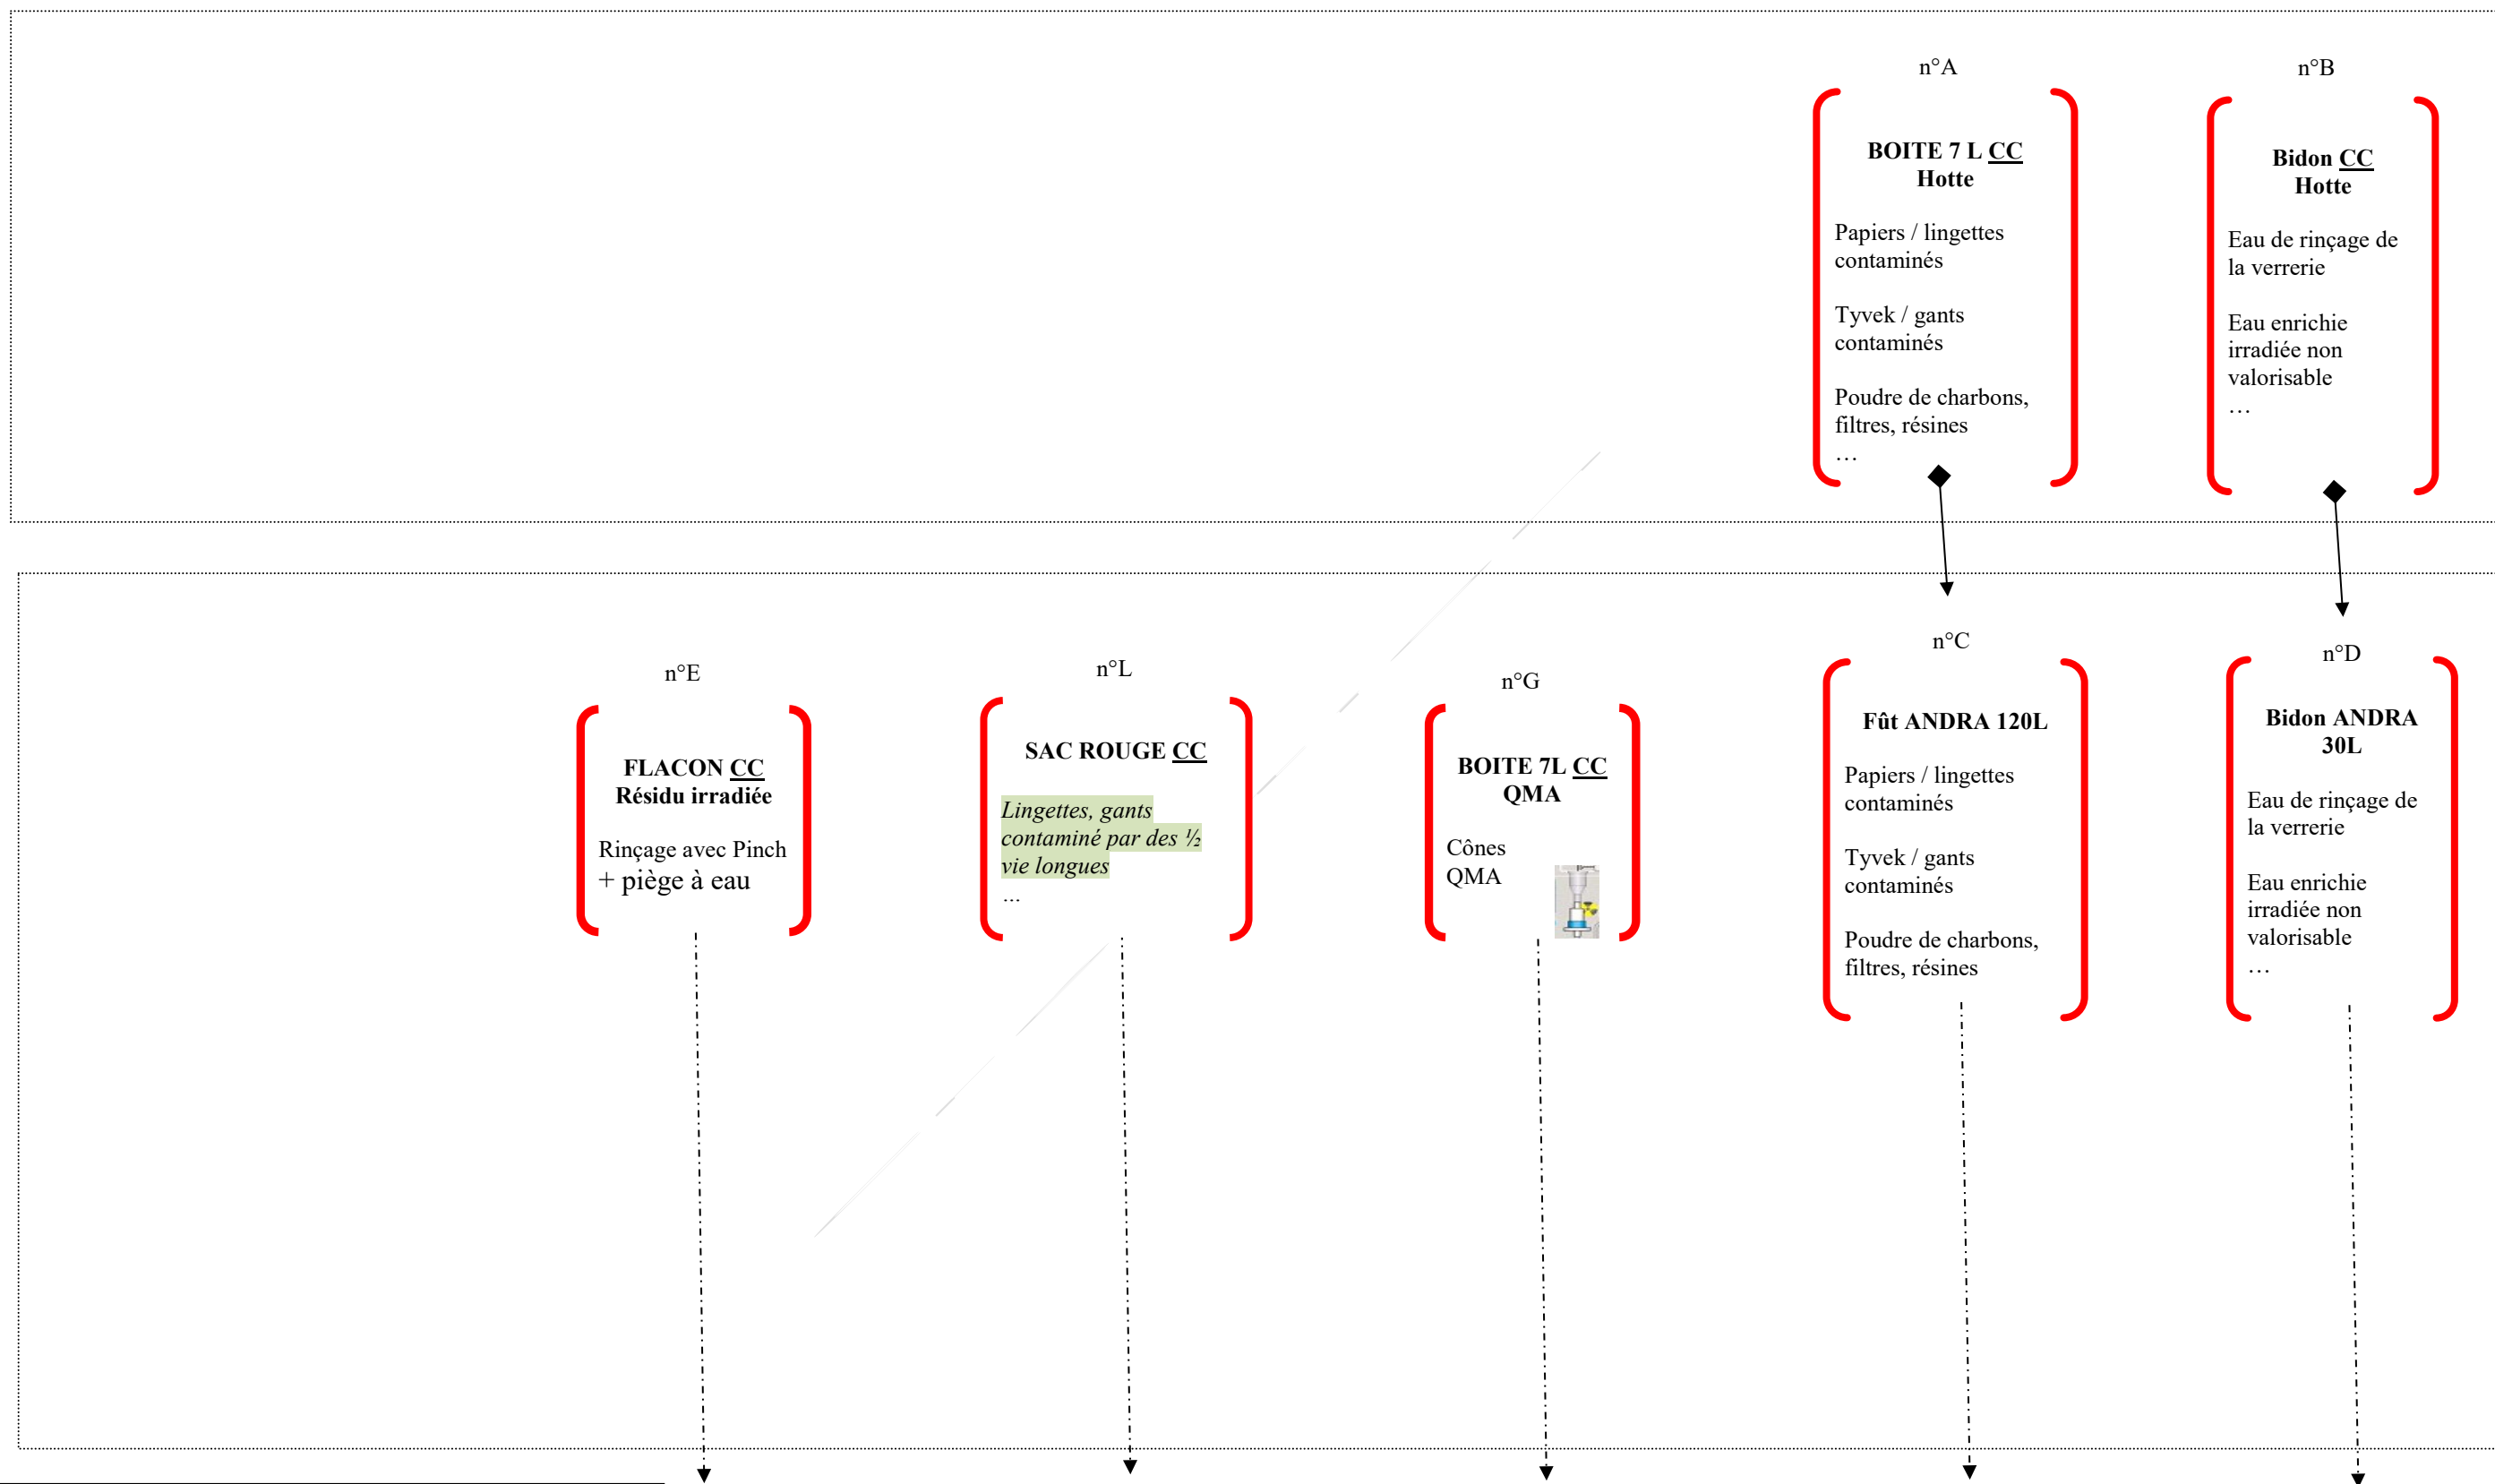 n°A
BOITE 7 L CC
Hotte
Papiers / lingettes
contaminés
Tyvek / gants
contaminés
Poudre de charbons,
filtres, résines
…
n°B
Bidon CC
Hotte
Eau de rinçage de
la verrerie
Eau enrichie
irradiée non
valorisable
…
n°E
FLACON CC
Résidu irradiée
Rinçage avec Pinch
+ piège à eau
n°L
SAC ROUGE CC
Lingettes, gants
contaminé par des ½
vie longues
…
n°G
BOITE 7L CC
QMA
Cônes
QMA
n°C
Fût ANDRA 120L
Papiers / lingettes
contaminés
Tyvek / gants
contaminés
Poudre de charbons,
filtres, résines
n°D
Bidon ANDRA
30L
Eau de rinçage de
la verrerie
Eau enrichie
irradiée non
valorisable
…